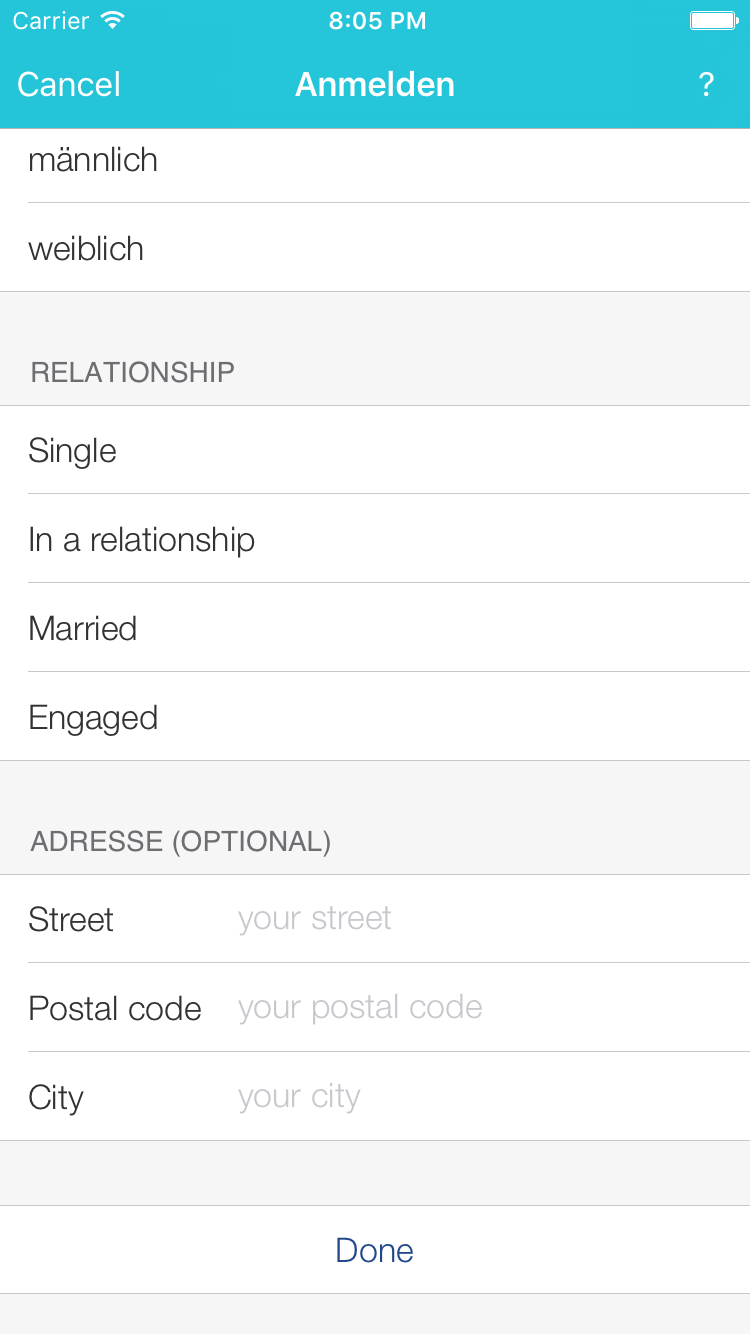 Carrier 8:05 PM
Cancel Anmelden ?
männlich
weiblich
RELATIONSHIP
Single
In a relationship
Married
Engaged
ADRESSE (OPTIONAL)
Street your street
Postal code your postal code
City your city
Done